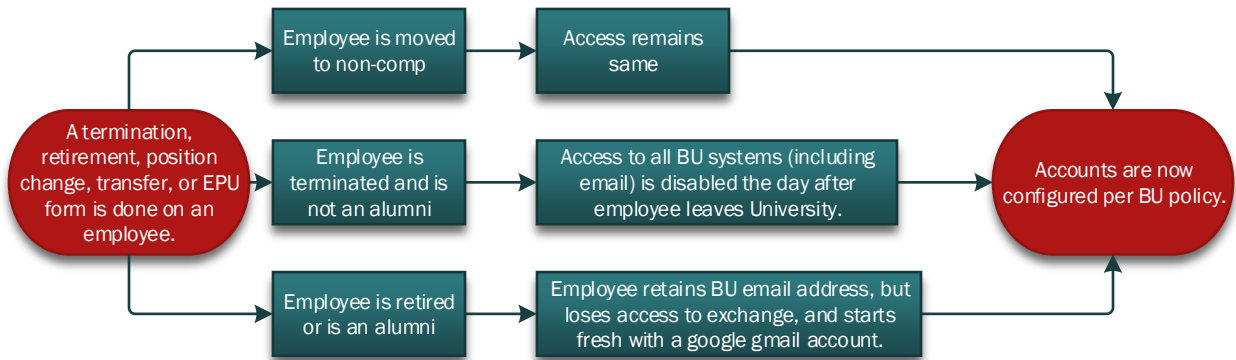 Employee is moved
to non-comp
Access remains
same
A termination,
retirement, position
change, transfer, or EPU
form is done on an
employee.
Employee is
terminated and is
not an alumni
Access to all BU systems (including
email) is disabled the day after
employee leaves University.
Accounts are now
configured per BU policy.
Employee is retired
or is an alumni
Employee retains BU email address, but
loses access to exchange, and starts
fresh with a google gmail account.